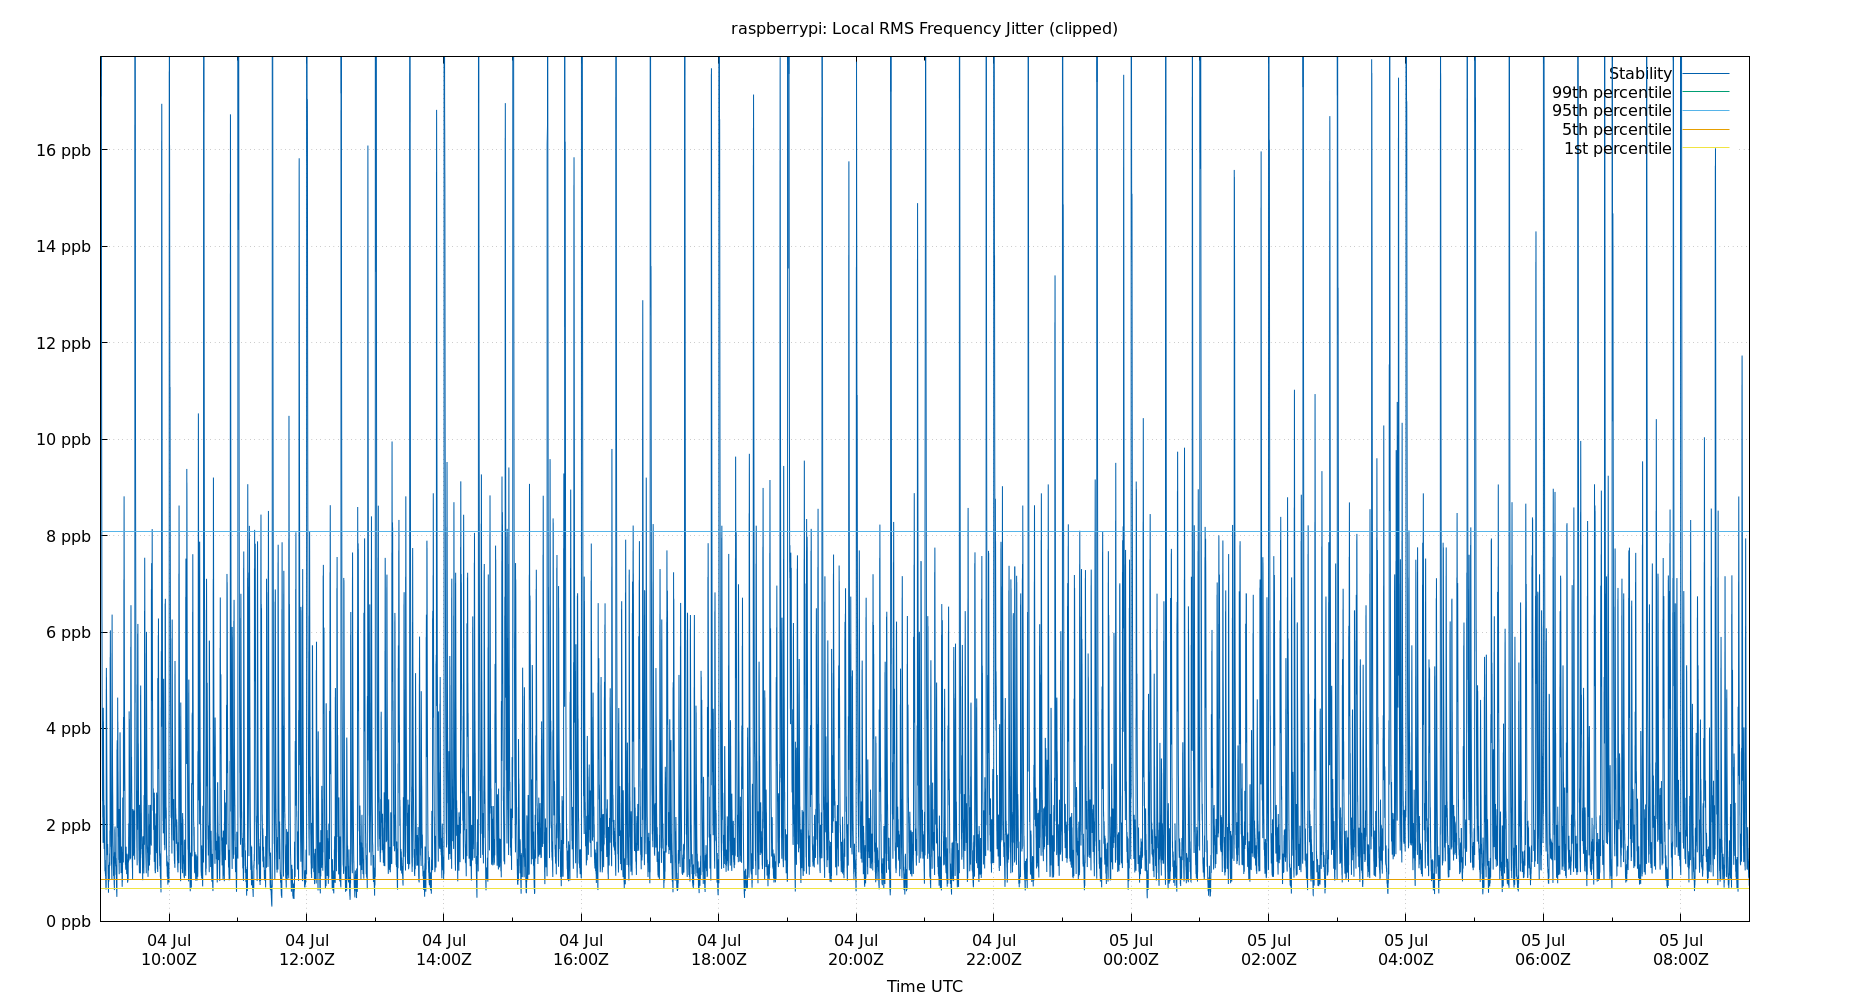 raspberrypi: Local RMS Frequency Jitter (clipped)
Stability
99th percentile
95th percentile
5th percentile
1st percentile
16 ppb
14 ppb
12 ppb
10 ppb
8 ppb
6 ppb
4 ppb
2 ppb
0 ppb
04 Jul 04 Jul 04 Jul 04 Jul 04 Jul 04 Jul 04 Jul 05 Jul 05 Jul 05 Jul 05 Jul 05 Jul
10:00Z 12:00Z 14:00Z 16:00Z 18:00Z 20:00Z 22:00Z 00:00Z 02:00Z 04:00Z 06:00Z 08:00Z
Time UTC